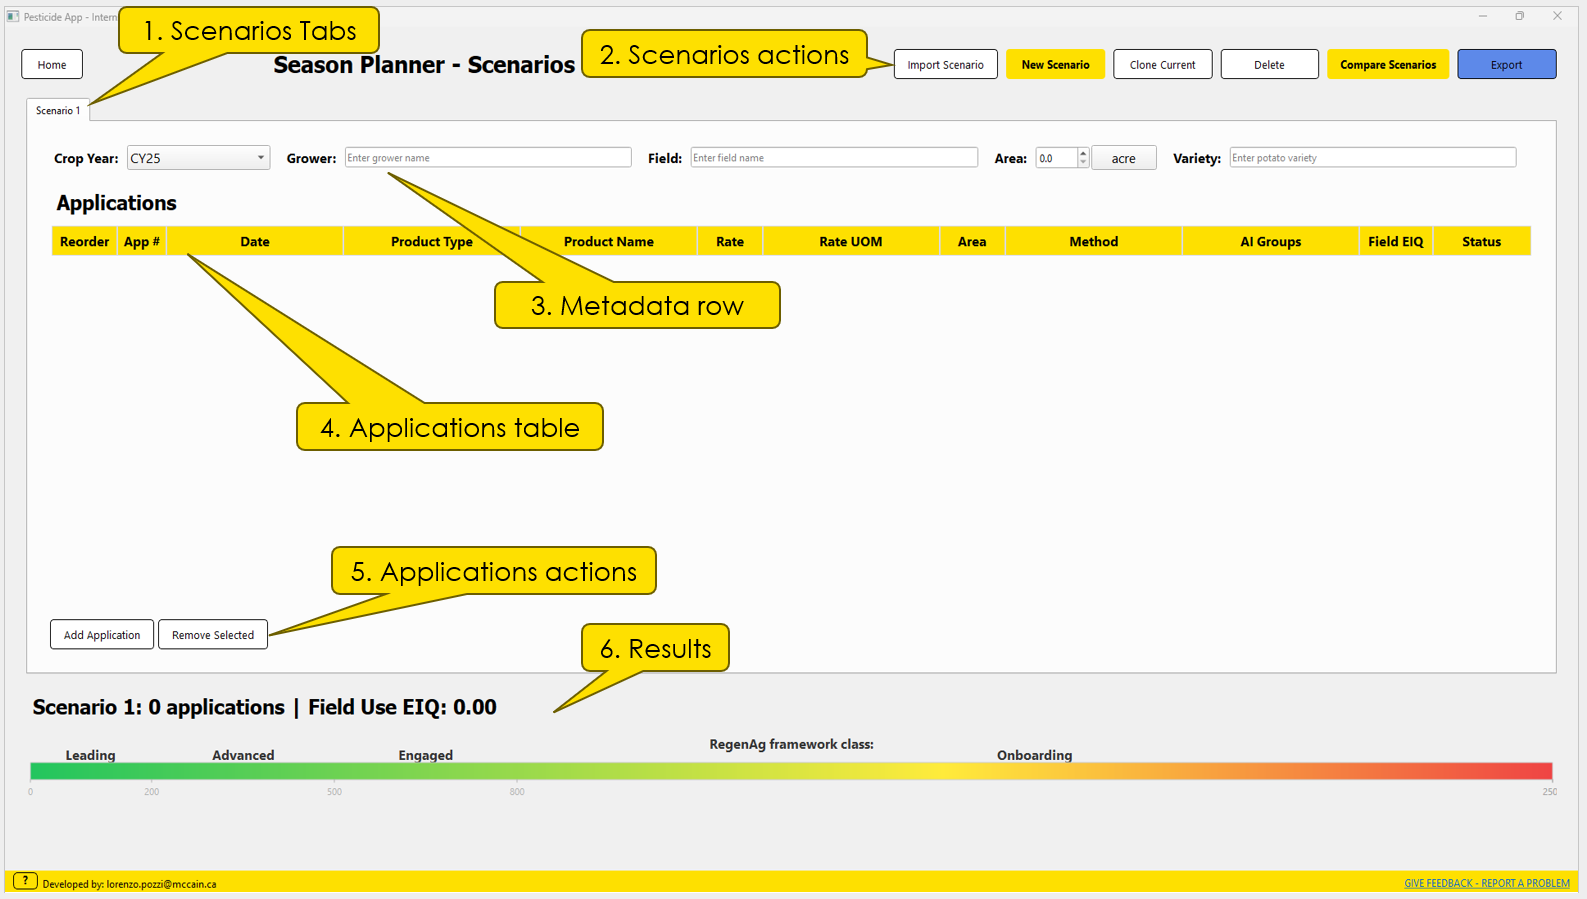 Pesticide App - Intern
1. Scenarios Tabs
2. Scenarios actions
Home
Season Planner - Scenarios
Import Scenario
New Scenario
Clone Current
Delete
Compare Scenarios
Export
Scenario 1
Crop Year:
CY25
Grower:
Enter grower name
Field:
Enter field name
Area:
0.0
acre
Variety:
Enter potato variety
Applications
Reorder
App #
Date
Product Type
Product Name
Rate
Rate UOM
Area
Method
AI Groups
Field EIQ
Status
3. Metadata row
4. Applications table
5. Applications actions
Add Application
Remove Selected
6. Results
Scenario 1: 0 applications | Field Use EIQ: 0.00
RegenAg framework class:
Leading
Advanced
Engaged
Onboarding
0
200
500
800
250
?
Developed by: lorenzo.pozzi@mccain.ca
GIVE FEEDBACK - REPORT A PROBLEM